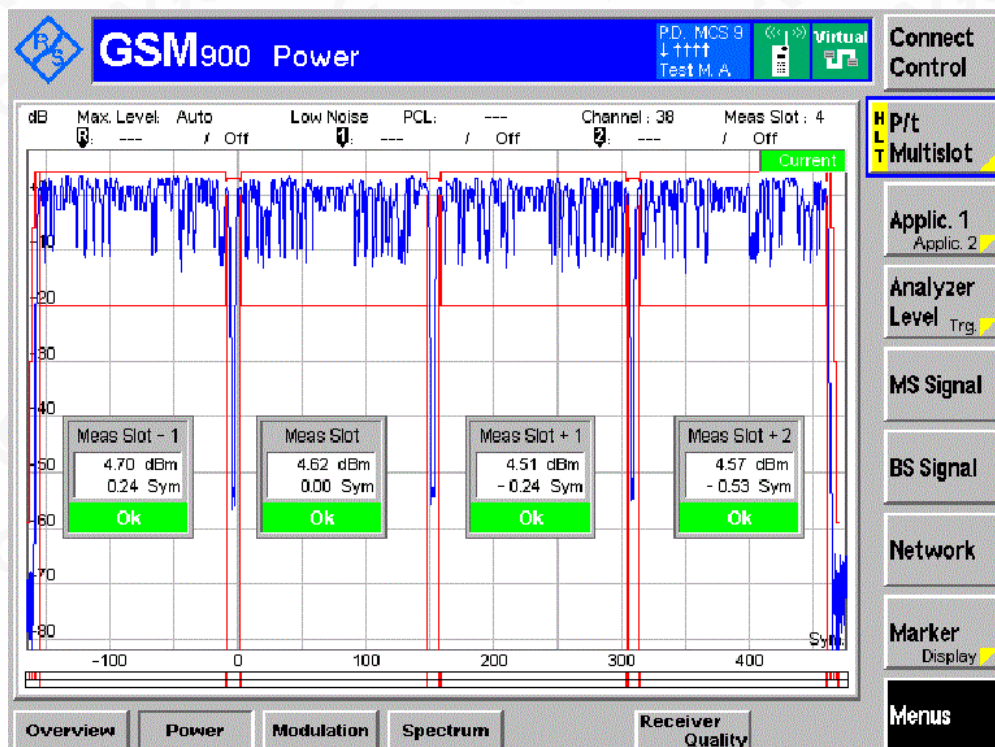 R/S
GSM900 Power
P.D. MCS 9
↓ ↑↑↑↑
Test M. A
Virtual
Connect
Control
dB Max. Level: Auto Low Noise PCL: --- Channel : 38 Meas Slot : 4
R: --- / Off 1: --- / Off 2: --- / Off
H L T
P/t
Multislot
Current
Applic. 1
Applic. 2
-10
Analyzer
Level Trg.
-20
-30
MS Signal
-40
Meas Slot - 1
4.70 dBm
0.24 Sym
Ok
Meas Slot
4.62 dBm
0.00 Sym
Ok
Meas Slot + 1
4.51 dBm
- 0.24 Sym
Ok
Meas Slot + 2
4.57 dBm
- 0.53 Sym
Ok
-50
BS Signal
-60
Network
-70
-80
Sym.
-100 0 100 200 300 400
Marker
Display
Menus
Overview Power Modulation Spectrum Receiver Quality